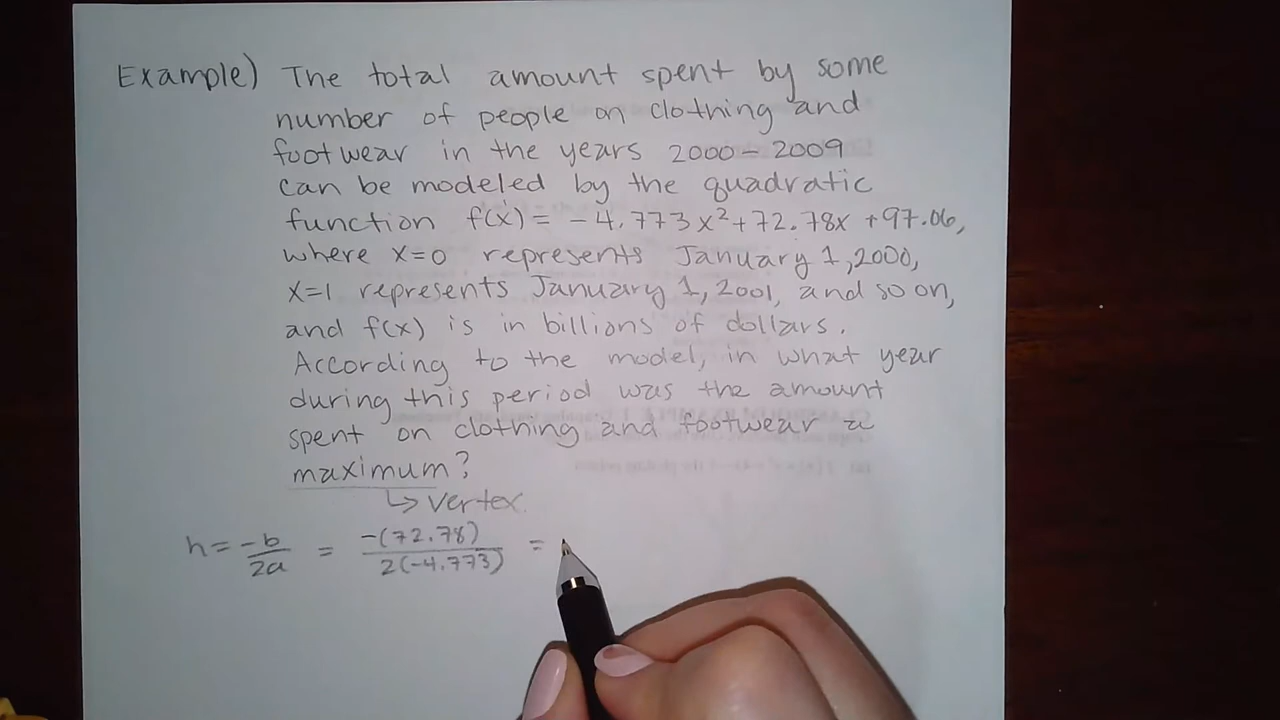 Example) The total amount spent by some
number of people on clothing and
footwear in the years 2000-2009
can be modeled by the quadratic
function f(x) = -4.773x²+72.78x+97.06,
where x=0 represents January 1, 2000,
x=1 represents January 1, 2001, and so on,
and f(x) is in billions of dollars.
According to the model, in what year
during this period was the amount
spent on clothing and footwear a
maximum?
↳ vertex.
h = -b/2a = -(72.78)/2(-4.773) =